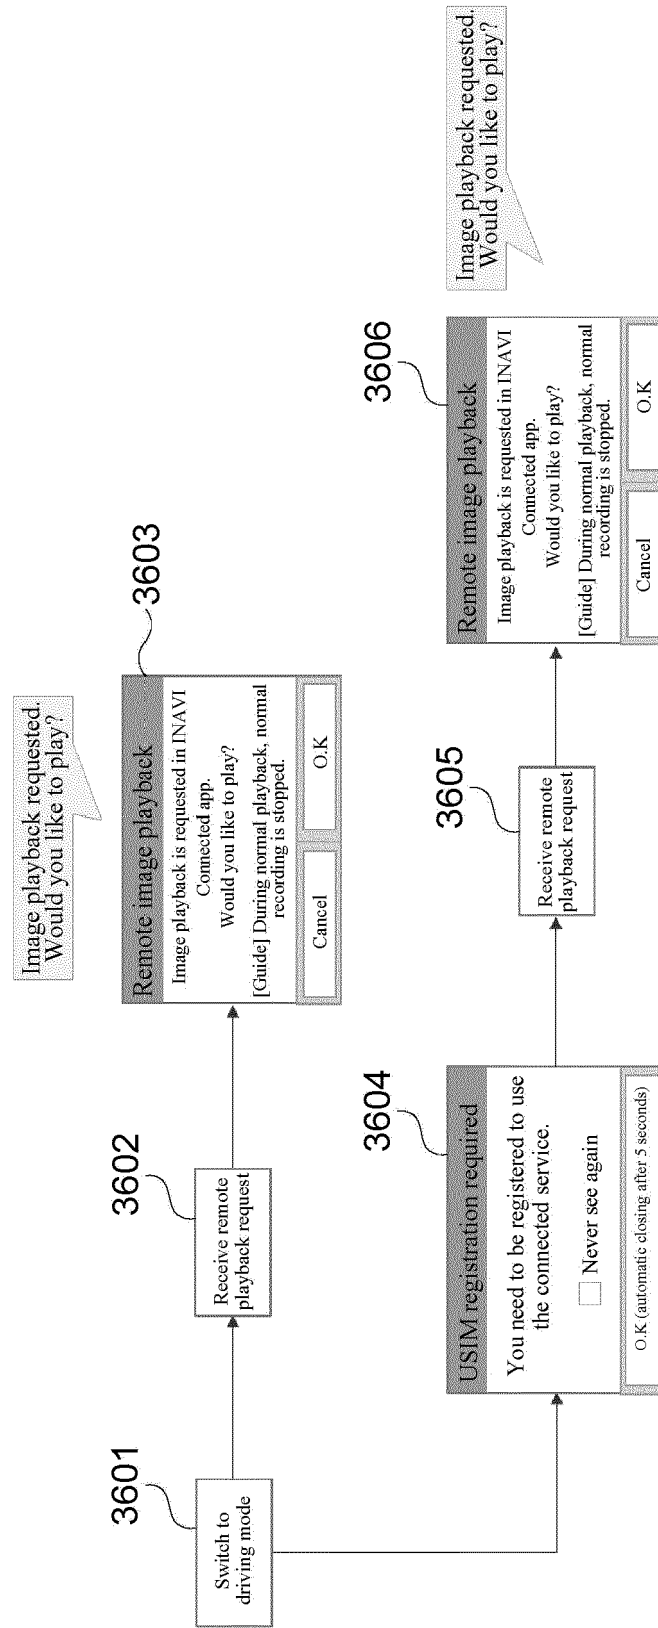 3601
Switch to
driving mode
3602
Receive remote
playback request
3603
Image playback requested.
Would you like to play?
Remote image playback
Image playback is requested in INAVI
Connected app.
Would you like to play?
[Guide] During normal playback, normal
recording is stopped.
Cancel
O.K
3604
USIM registration required
You need to be registered to use
the connected service.
Never see again
O.K (automatic closing after 5 seconds)
3605
Receive remote
playback request
3606
Remote image playback
Image playback is requested in INAVI
Connected app.
Would you like to play?
[Guide] During normal playback, normal
recording is stopped.
Cancel
O.K
Image playback requested.
Would you like to play?